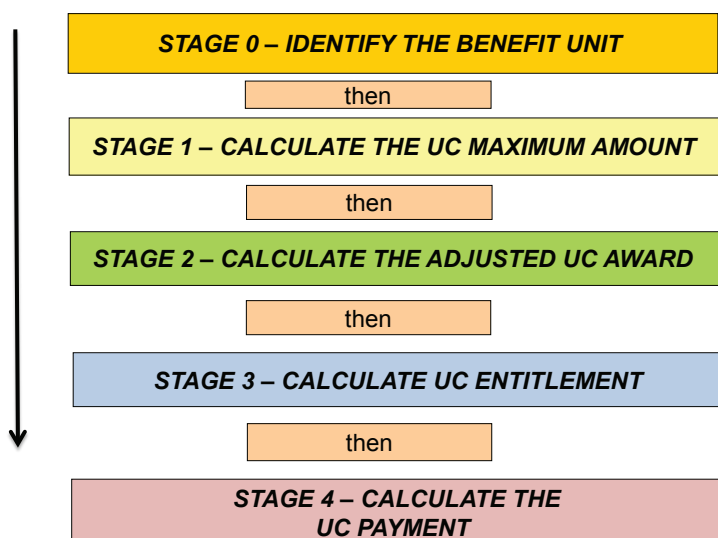 STAGE 0 – IDENTIFY THE BENEFIT UNIT
then
STAGE 1 – CALCULATE THE UC MAXIMUM AMOUNT
then
STAGE 2 – CALCULATE THE ADJUSTED UC AWARD
then
STAGE 3 – CALCULATE UC ENTITLEMENT
then
STAGE 4 – CALCULATE THE
UC PAYMENT